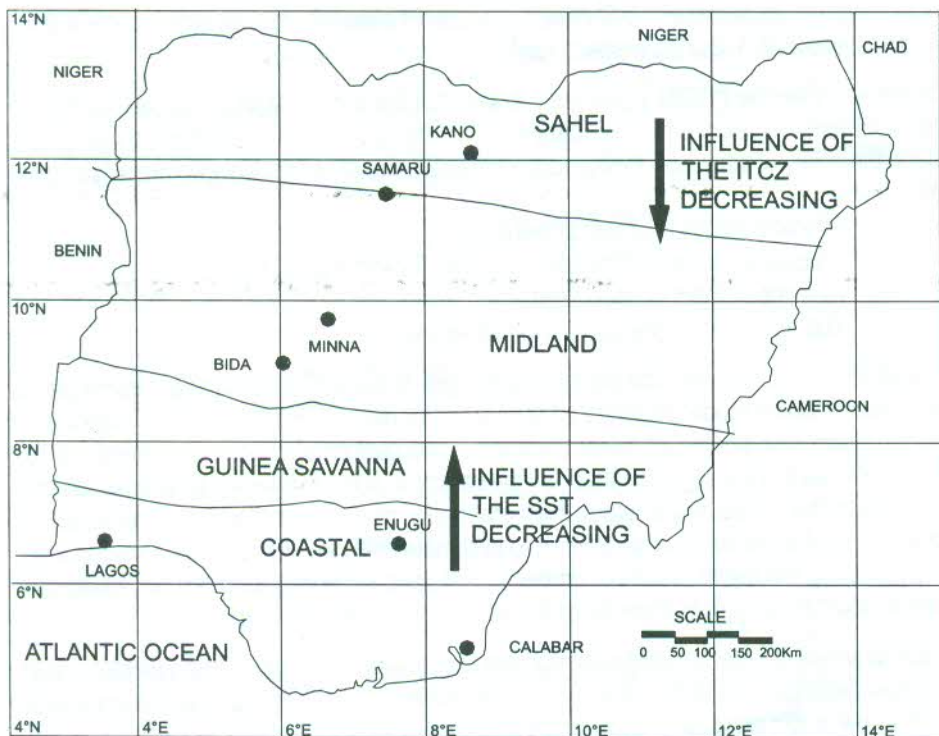 14°N
NIGER
NIGER
CHAD
SAHEL
KANO
INFLUENCE OF
THE ITCZ
DECREASING
12°N
SAMARU
BENIN
10°N
MINNA
MIDLAND
BIDA
CAMEROON
8°N
GUINEA SAVANNA
INFLUENCE OF
THE SST
DECREASING
ENUGU
COASTAL
LAGOS
6°N
SCALE
0 50 100 150 200Km
ATLANTIC OCEAN
CALABAR
4°N
4°E
6°E
8°E
10°E
12°E
14°E